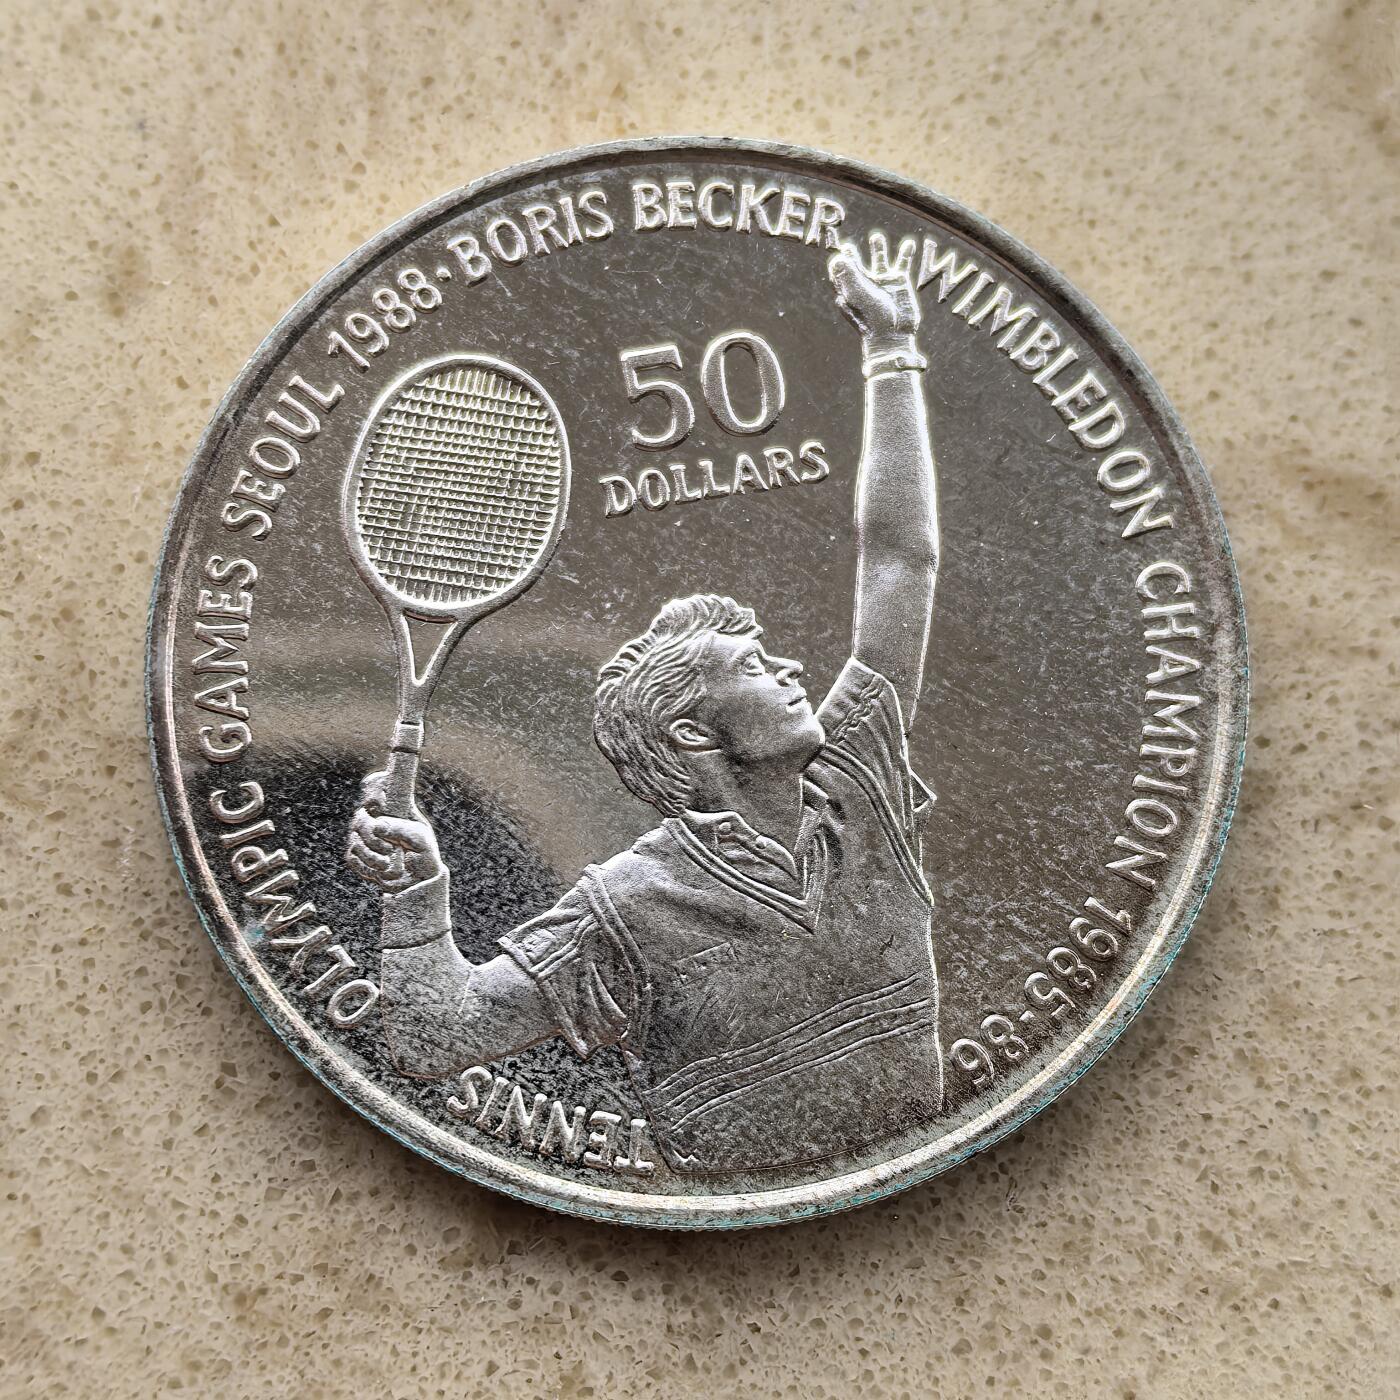 OLYMPIC GAMES SEOUL 1988·BORIS BECKER WIMBLEDON CHAMPION 1985-86
50
DOLLARS
TENNIS